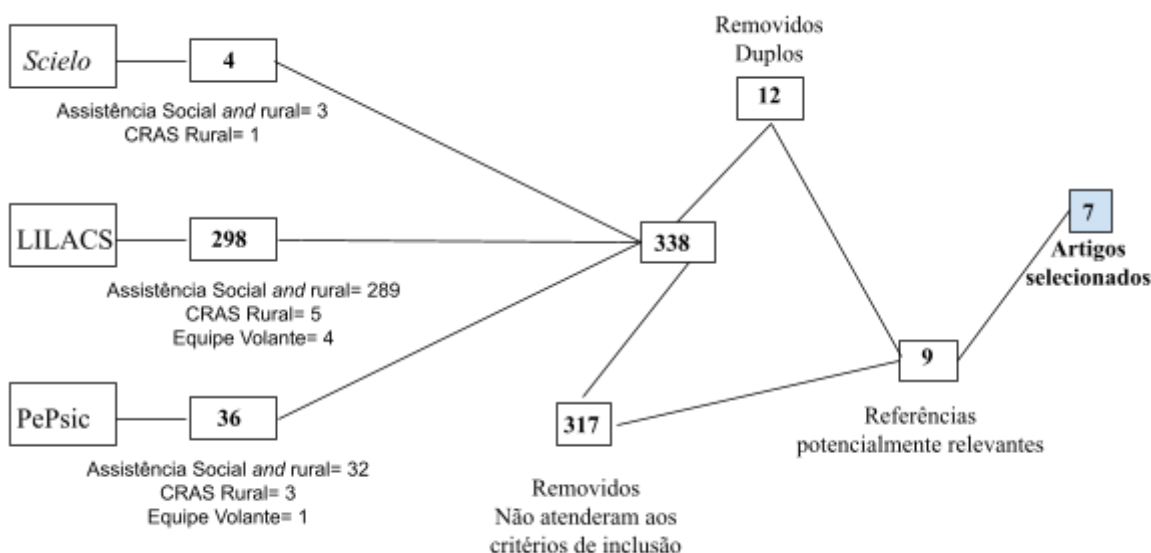 Scielo
4
Assistência Social and rural= 3
CRAS Rural= 1
LILACS
298
Assistência Social and rural= 289
CRAS Rural= 5
Equipe Volante= 4
PePsic
36
Assistência Social and rural= 32
CRAS Rural= 3
Equipe Volante= 1
338
Removidos
Duplos
12
317
Removidos
Não atenderam aos
critérios de inclusão
9
Referências
potencialmente relevantes
7
Artigos
selecionados